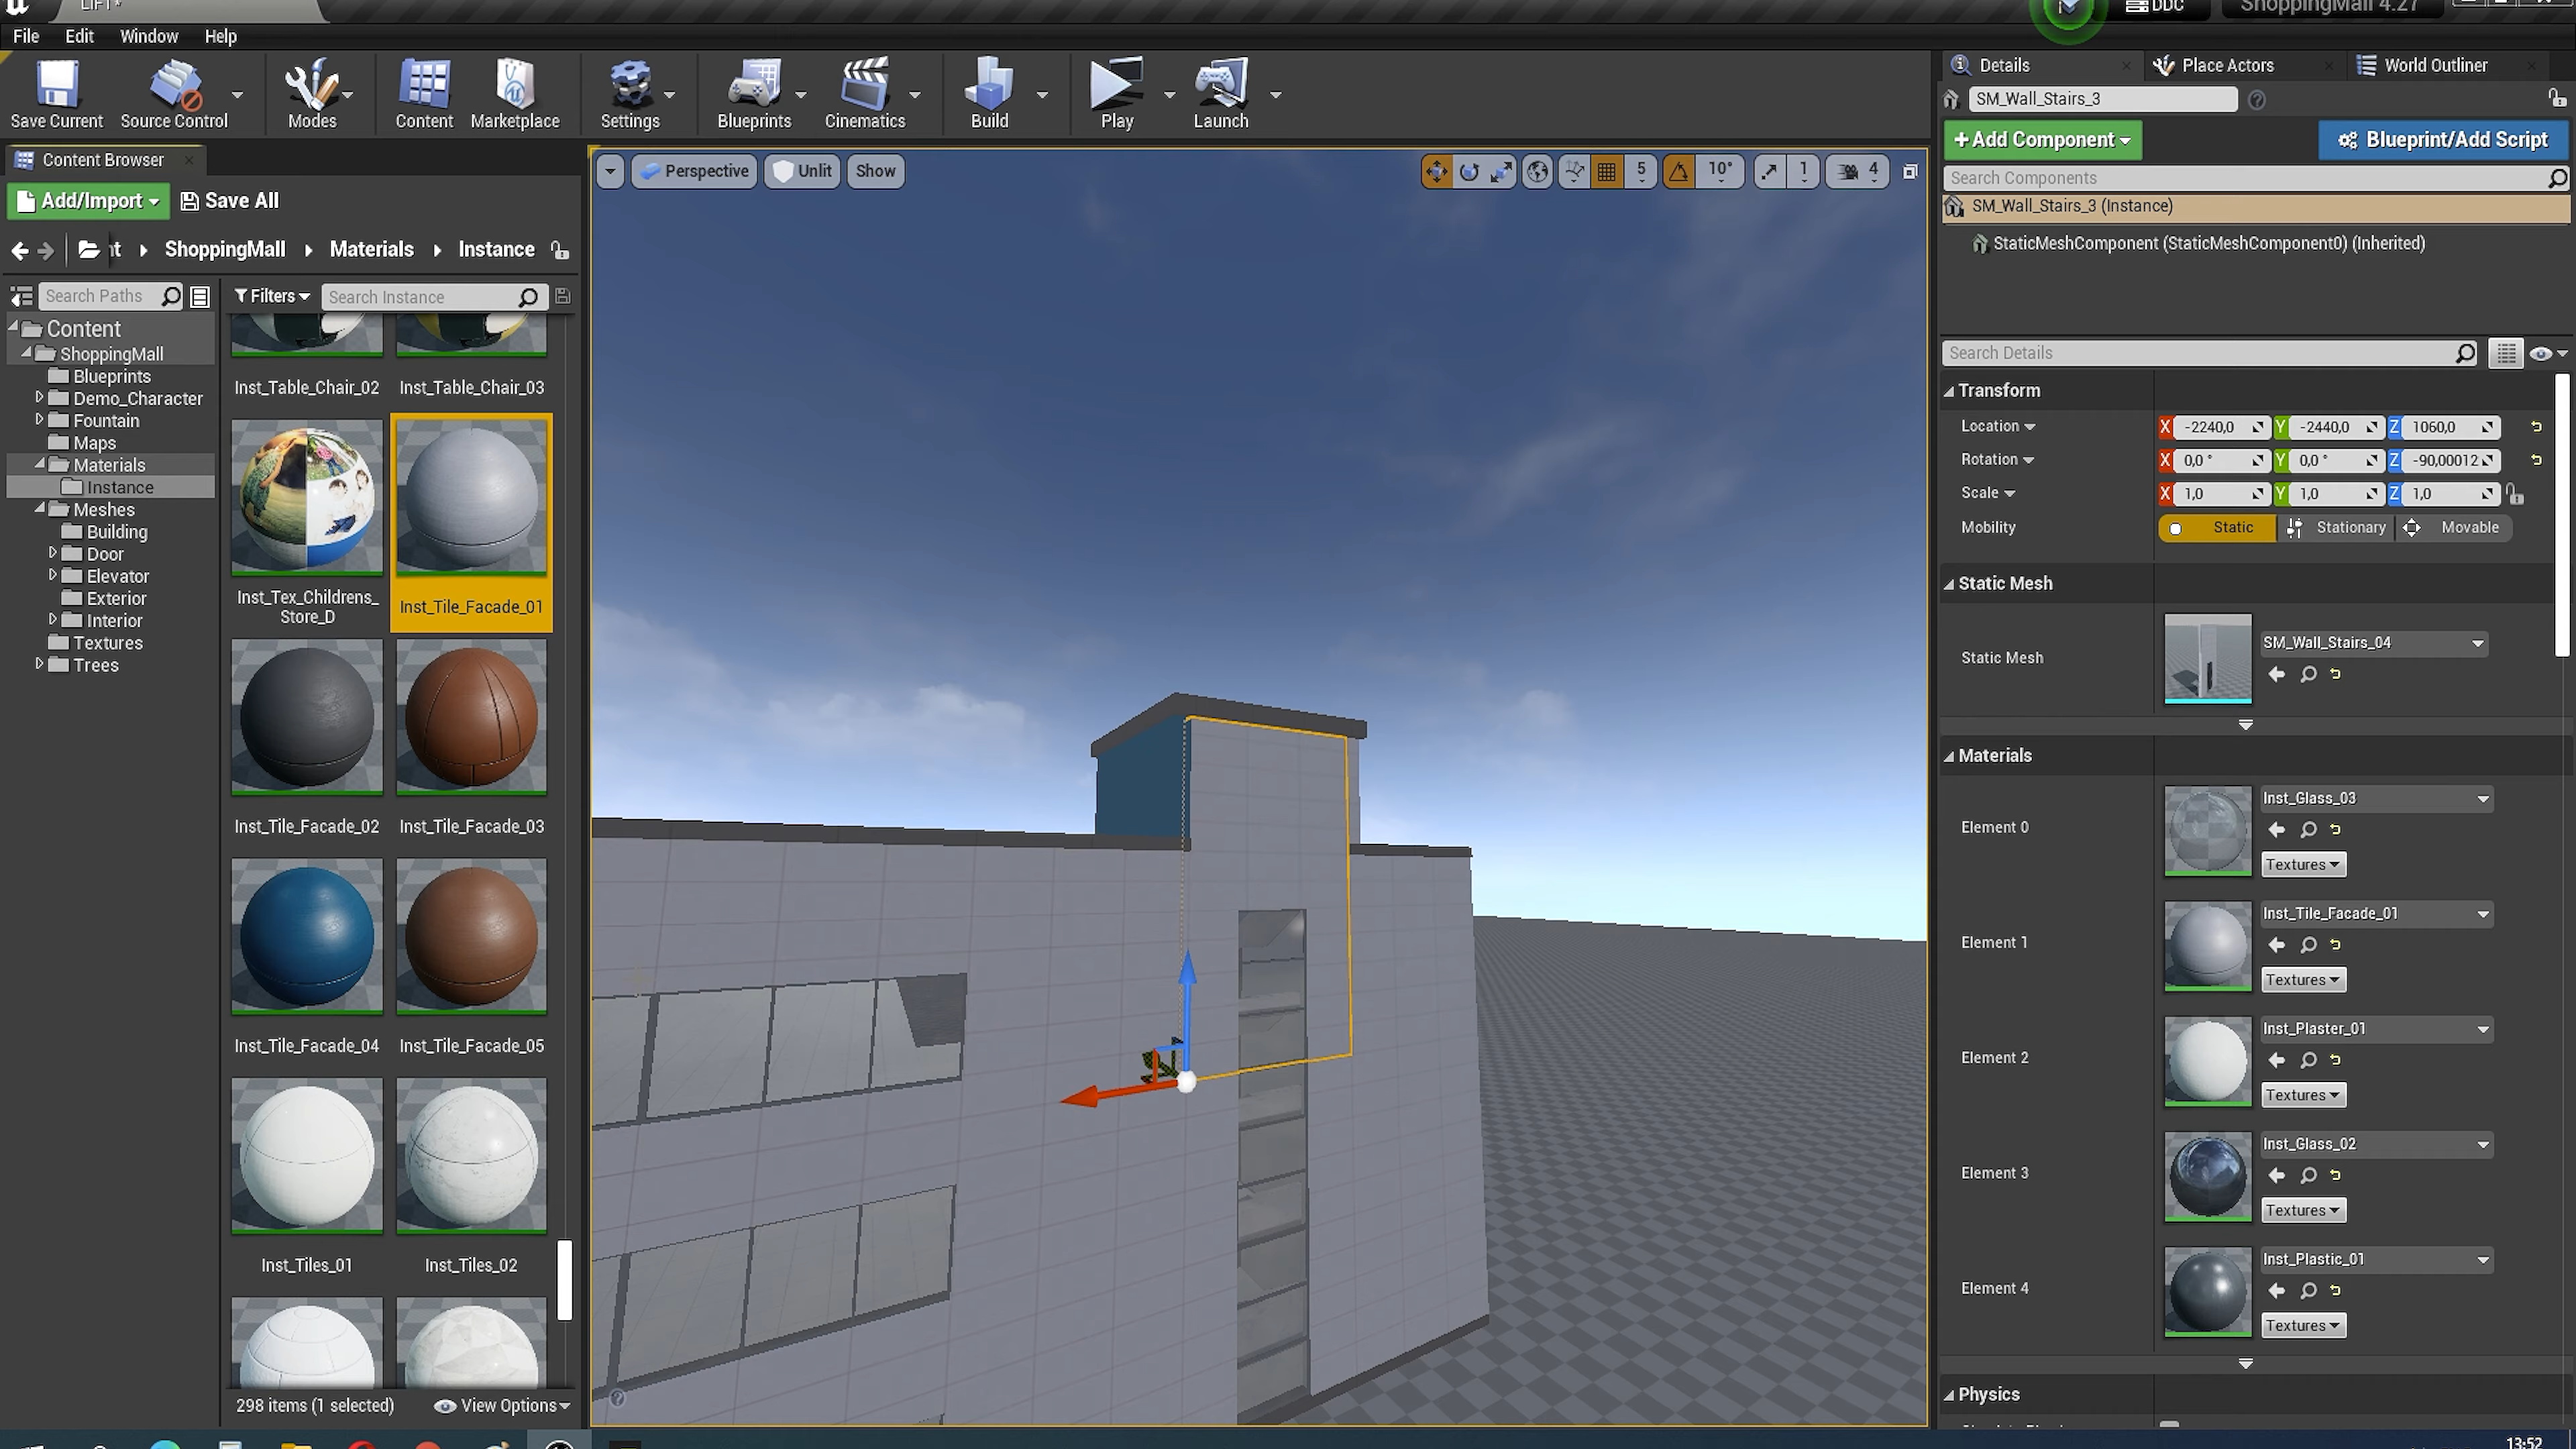 LIFT*
DDC
ShoppingMall 4.27
File
Edit
Window
Help
Save Current
Source Control
Modes
Content
Marketplace
Settings
Blueprints
Cinematics
Build
Play
Launch
Content Browser
Add/Import
Save All
t
ShoppingMall
Materials
Instance
Search Paths
Filters
Search Instance
Content
ShoppingMall
Blueprints
Demo_Character
Fountain
Maps
Materials
Instance
Meshes
Building
Door
Elevator
Exterior
Interior
Textures
Trees
Inst_Table_Chair_02
Inst_Table_Chair_03
Inst_Tex_Childrens_
Store_D
Inst_Tile_Facade_01
Inst_Tile_Facade_02
Inst_Tile_Facade_03
Inst_Tile_Facade_04
Inst_Tile_Facade_05
Inst_Tiles_01
Inst_Tiles_02
298 items (1 selected)
View Options
Perspective
Unlit
Show
5
10°
1
4
Details
Place Actors
World Outliner
SM_Wall_Stairs_3
+Add Component
Blueprint/Add Script
Search Components
SM_Wall_Stairs_3 (Instance)
StaticMeshComponent (StaticMeshComponent0) (Inherited)
Search Details
Transform
Location X -2240,0 Y -2440,0 Z 1060,0
Rotation X 0,0 ° Y 0,0 ° Z -90,00012
Scale X 1,0 Y 1,0 Z 1,0
Mobility Static Stationary Movable
Static Mesh
Static Mesh
SM_Wall_Stairs_04
Materials
Element 0
Inst_Glass_03
Textures
Element 1
Inst_Tile_Facade_01
Textures
Element 2
Inst_Plaster_01
Textures
Element 3
Inst_Glass_02
Textures
Element 4
Inst_Plastic_01
Textures
Physics
13:52